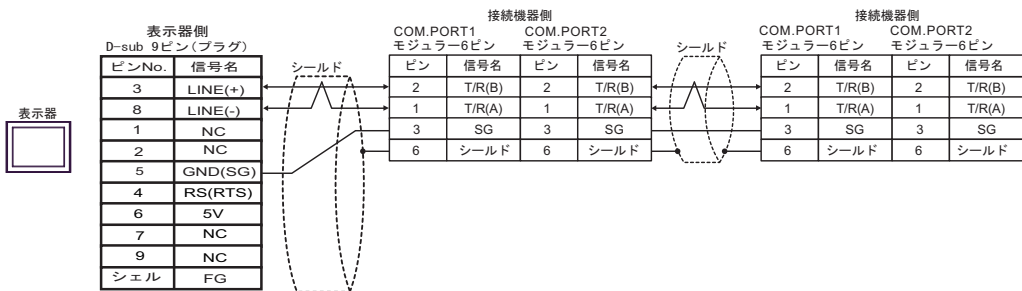 表示器
表示器側
D-sub 9ピン(プラグ)
ピンNo. 信号名
3 LINE(+)
8 LINE(-)
1 NC
2 NC
5 GND(SG)
4 RS(RTS)
6 5V
7 NC
9 NC
シェル FG
シールド
接続機器側
COM.PORT1 COM.PORT2
モジュラー6ピン モジュラー6ピン
ピン 信号名 ピン 信号名
2 T/R(B) 2 T/R(B)
1 T/R(A) 1 T/R(A)
3 SG 3 SG
6 シールド 6 シールド
シールド
接続機器側
COM.PORT1 COM.PORT2
モジュラー6ピン モジュラー6ピン
ピン 信号名 ピン 信号名
2 T/R(B) 2 T/R(B)
1 T/R(A) 1 T/R(A)
3 SG 3 SG
6 シールド 6 シールド